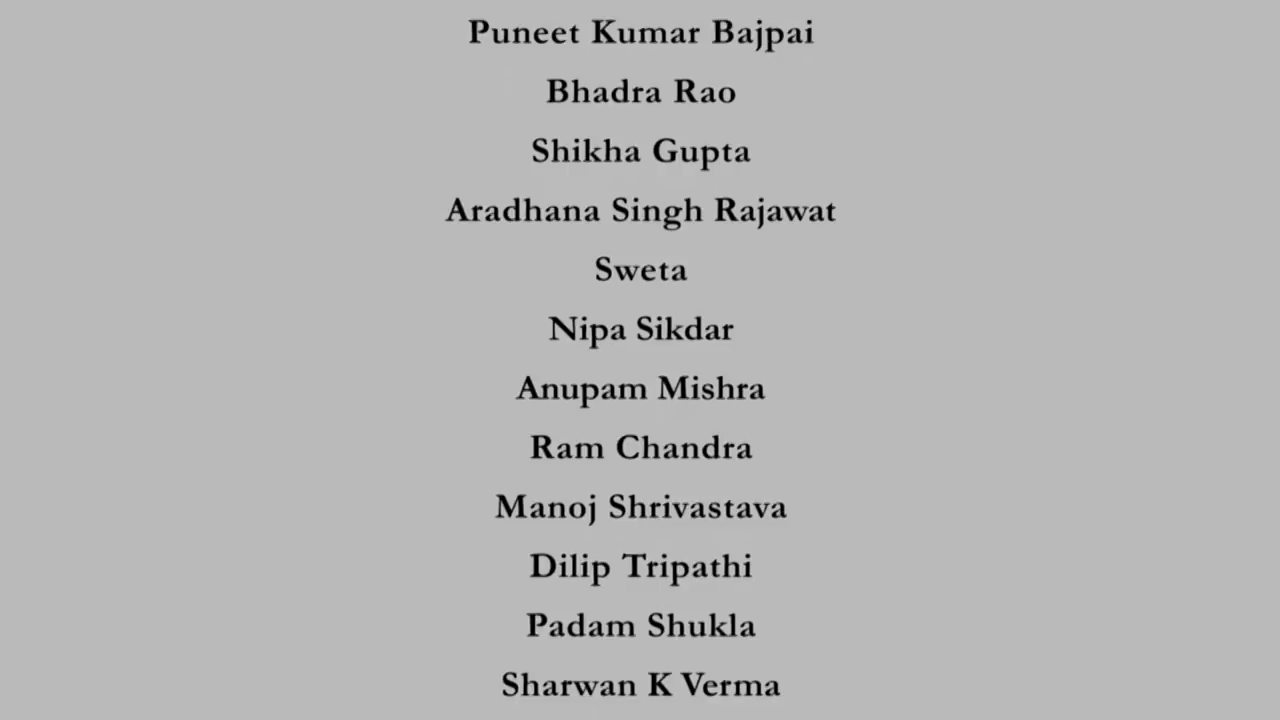 Puneet Kumar Bajpai
Bhadra Rao
Shikha Gupta
Aradhana Singh Rajawat
Sweta
Nipa Sikdar
Anupam Mishra
Ram Chandra
Manoj Shrivastava
Dilip Tripathi
Padam Shukla
Sharwan K Verma